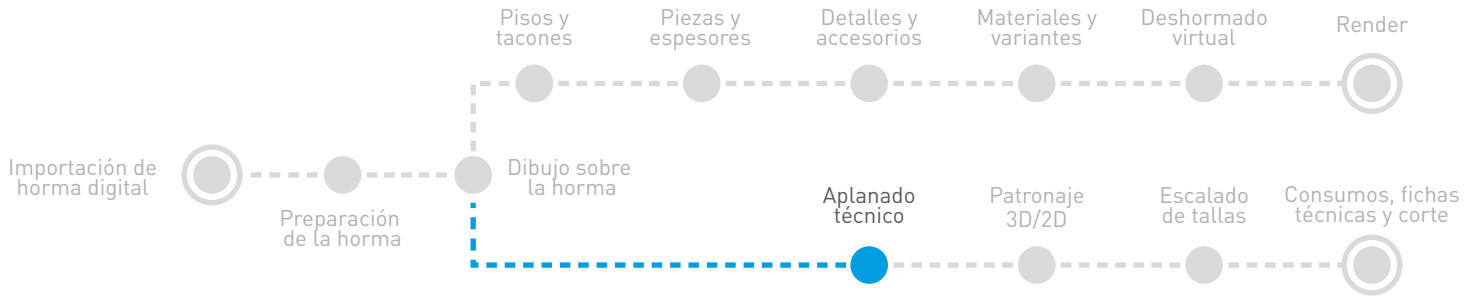 Pisos y
tacones
Piezas y
espesores
Detalles y
accesorios
Materiales y
variantes
Deshormado
virtual
Render
Importación de
horma digital
Preparación
de la horma
Dibujo sobre
la horma
Aplanado
técnico
Patronaje
3D/2D
Escalado
de tallas
Consumos, fichas
técnicas y corte